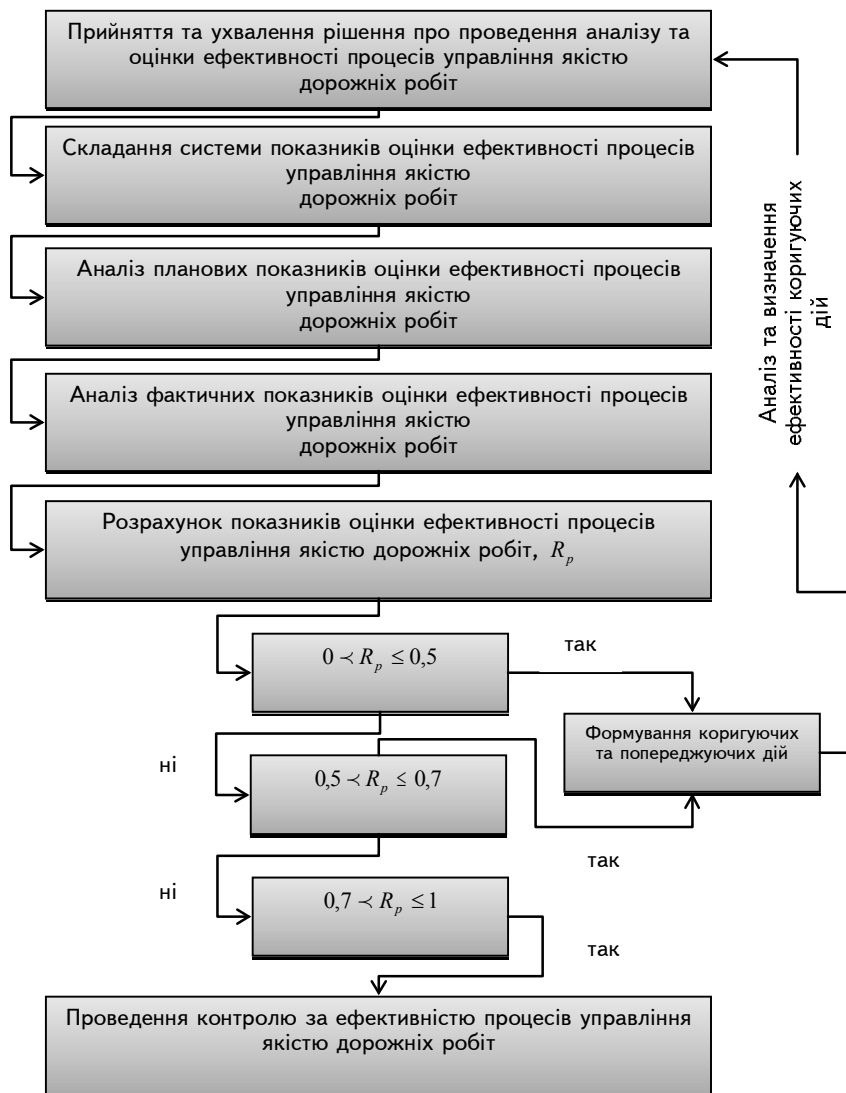 Прийняття та ухвалення рішення про проведення аналізу та
оцінки ефективності процесів управління якістю
дорожніх робіт
Складання системи показників оцінки ефективності процесів
управління якістю
дорожніх робіт
Аналіз планових показників оцінки ефективності процесів
управління якістю
дорожніх робіт
Аналіз фактичних показників оцінки ефективності процесів
управління якістю
дорожніх робіт
Розрахунок показників оцінки ефективності процесів
управління якістю дорожніх робіт, R_p
0 ≺ R_p ≤ 0,5
так
Формування коригуючих
та попереджуючих дій
ні
0,5 ≺ R_p ≤ 0,7
так
ні
0,7 ≺ R_p ≤ 1
так
Проведення контролю за ефективністю процесів управління
якістю дорожніх робіт
Аналіз та визначення
ефективності коригуючих
дій